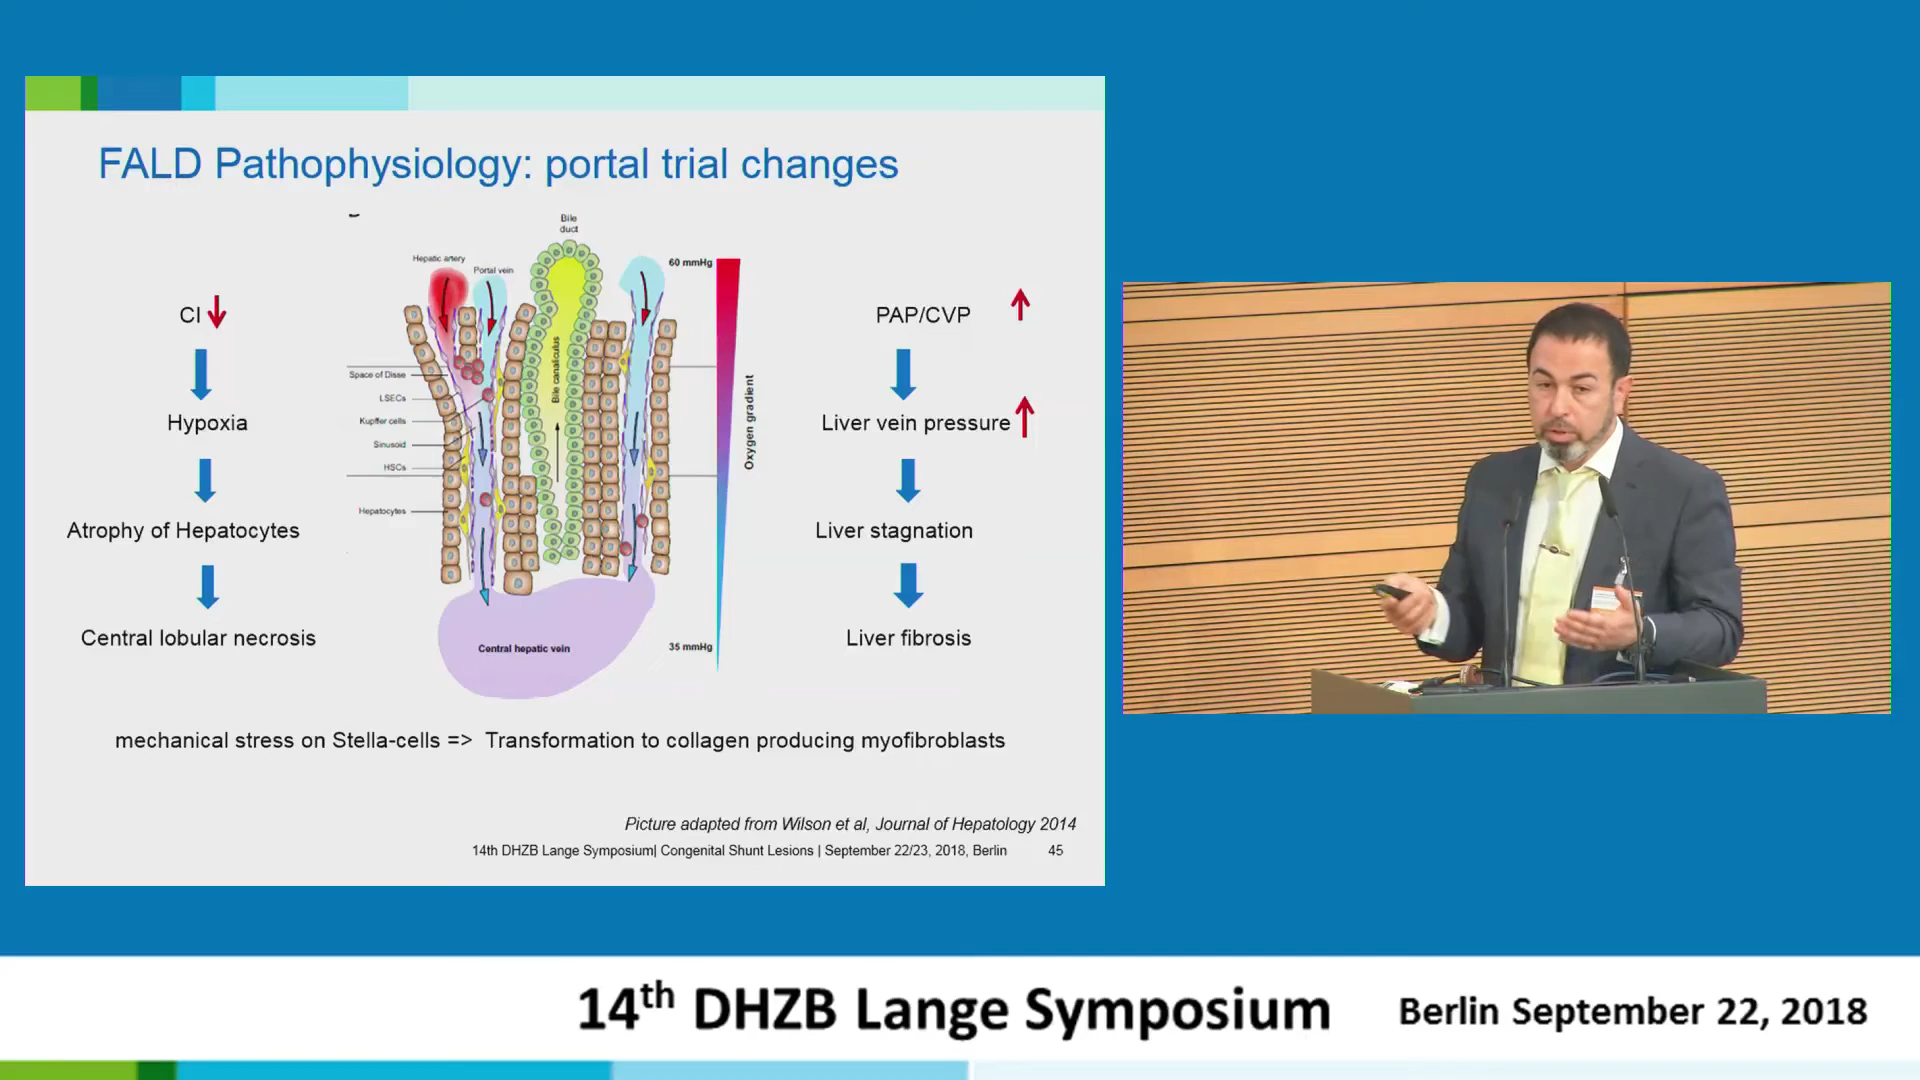 FALD Pathophysiology: portal trial changes
Bile
duct
Hepatic artery
Portal vein
60 mmHg
CI
PAP/CVP
Bile canaliculus
Space of Disse
LSECs
Kupffer cells
Sinusoid
HSCs
Hepatocytes
Oxygen gradient
Hypoxia
Liver vein pressure
Atrophy of Hepatocytes
Liver stagnation
Central lobular necrosis
Central hepatic vein
35 mmHg
Liver fibrosis
mechanical stress on Stella-cells => Transformation to collagen producing myofibroblasts
Picture adapted from Wilson et al, Journal of Hepatology 2014
14th DHZB Lange Symposium| Congenital Shunt Lesions | September 22/23, 2018, Berlin 45
14th DHZB Lange Symposium Berlin September 22, 2018